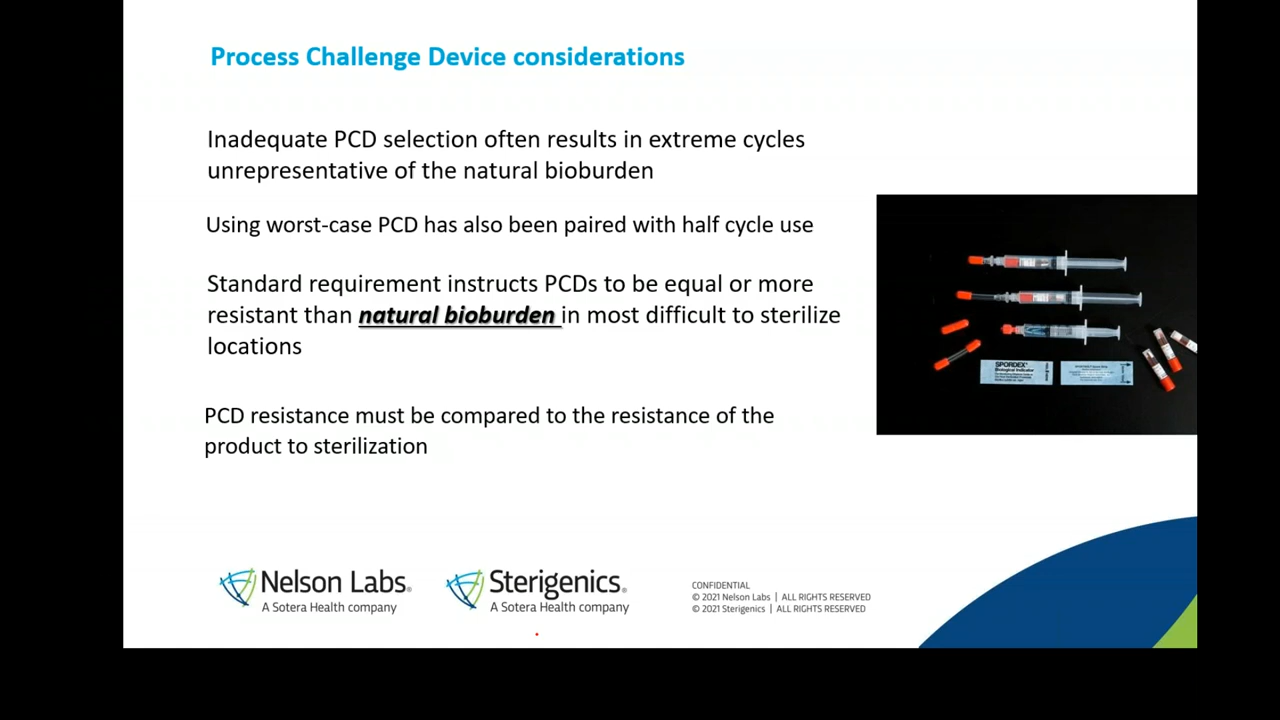 Process Challenge Device considerations
Inadequate PCD selection often results in extreme cycles
unrepresentative of the natural bioburden
Using worst-case PCD has also been paired with half cycle use
Standard requirement instructs PCDs to be equal or more
resistant than natural bioburden in most difficult to sterilize
locations
PCD resistance must be compared to the resistance of the
product to sterilization
SPORDEX
Biological Indicator
Nelson Labs®
A Sotera Health company
Sterigenics®
A Sotera Health company
CONFIDENTIAL
© 2021 Nelson Labs | ALL RIGHTS RESERVED
© 2021 Sterigenics | ALL RIGHTS RESERVED